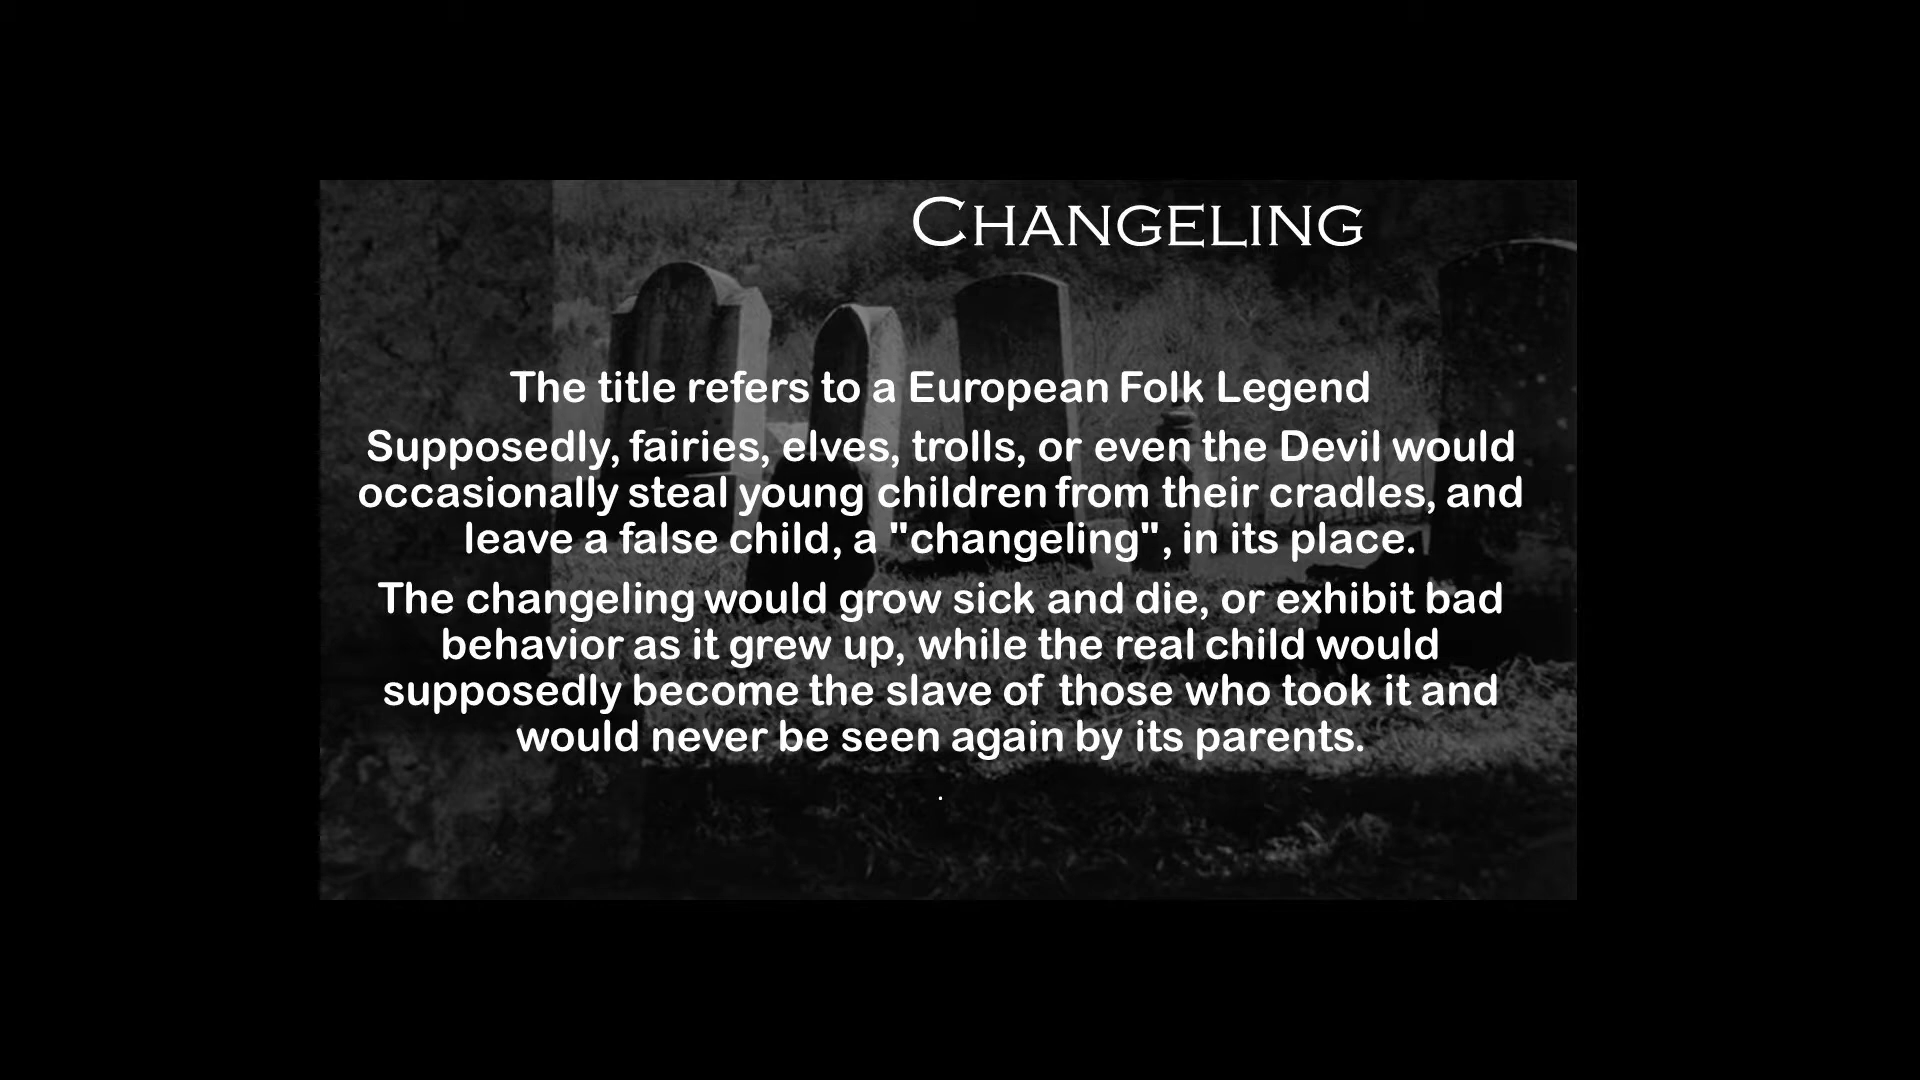 CHANGELING
The title refers to a European Folk Legend
Supposedly, fairies, elves, trolls, or even the Devil would
occasionally steal young children from their cradles, and
leave a false child, a "changeling", in its place.
The changeling would grow sick and die, or exhibit bad
behavior as it grew up, while the real child would
supposedly become the slave of those who took it and
would never be seen again by its parents.
.